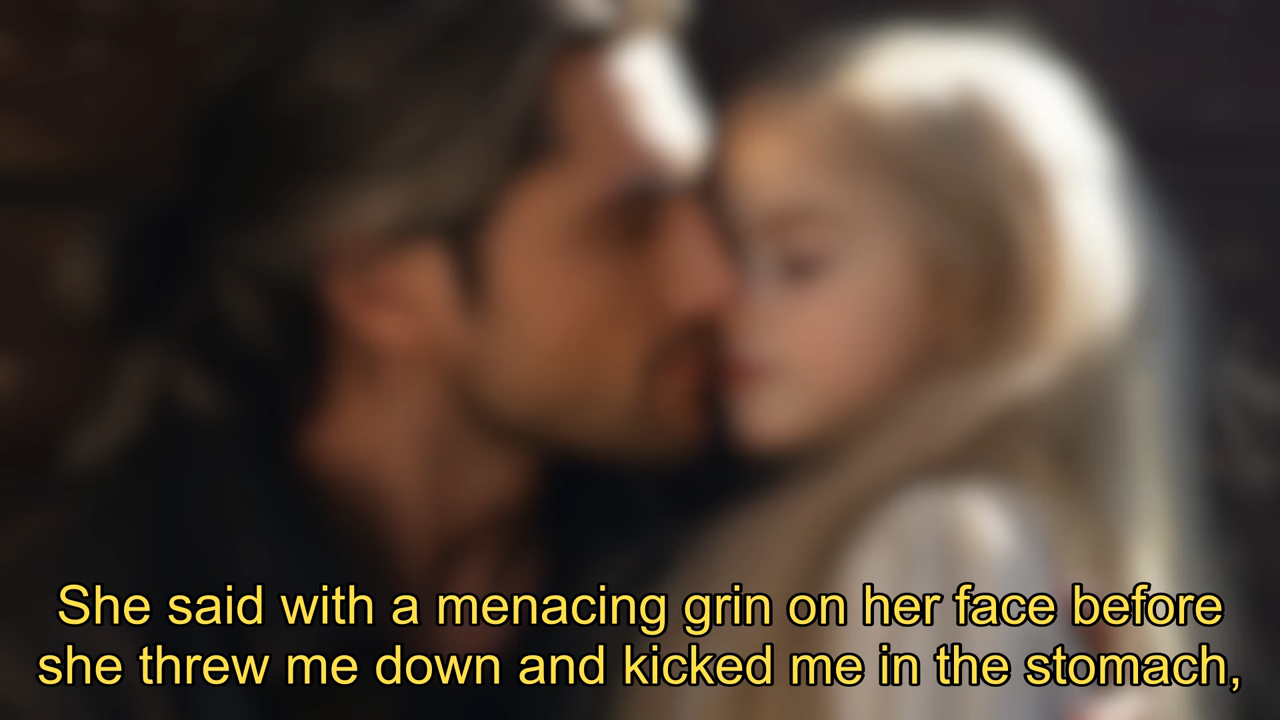 She said with a menacing grin on her face before
she threw me down and kicked me in the stomach,